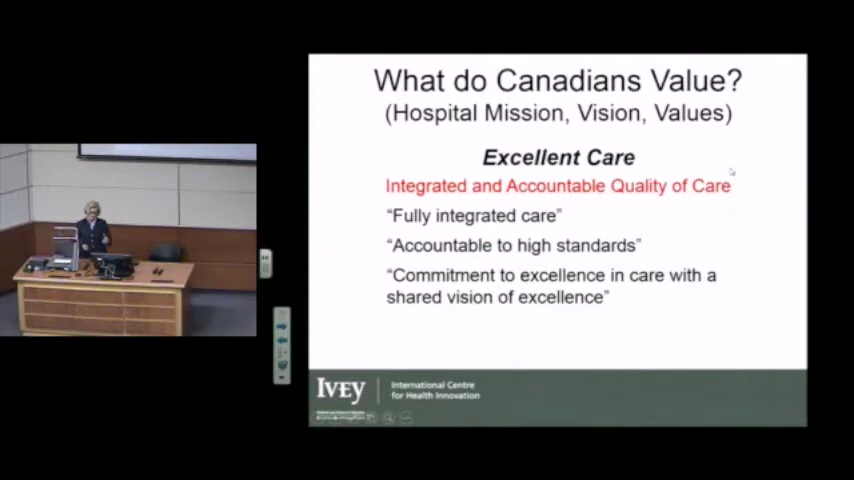 What do Canadians Value?
(Hospital Mission, Vision, Values)
Excellent Care
Integrated and Accountable Quality of Care
“Fully integrated care”
“Accountable to high standards”
“Commitment to excellence in care with a
shared vision of excellence”
IVEY
International Centre
for Health Innovation